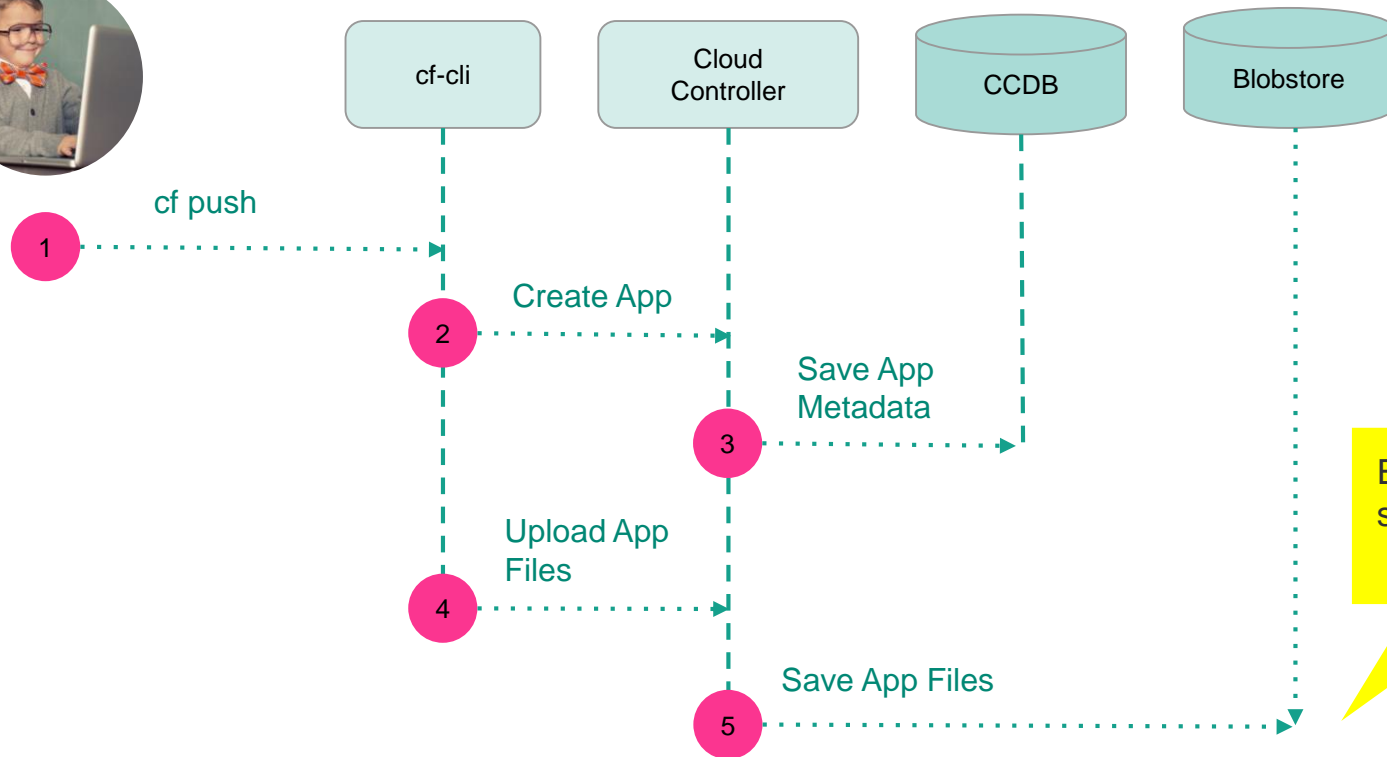 cf-cli
Cloud
Controller
CCDB
Blobstore
cf push
1
Create App
2
Save App
Metadata
3
Upload App
Files
4
Save App Files
5